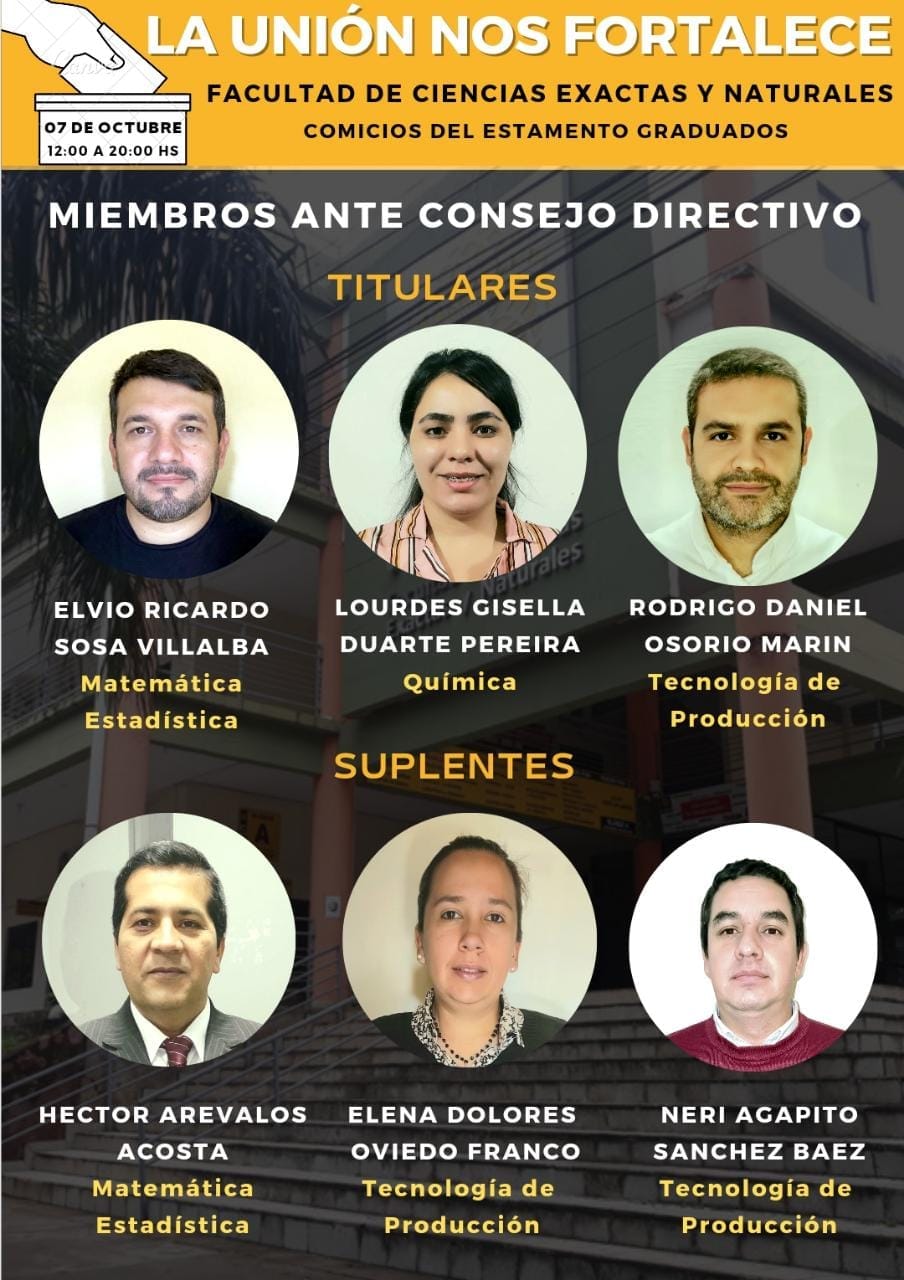 LA UNIÓN NOS FORTALECE
Canva
FACULTAD DE CIENCIAS EXACTAS Y NATURALES
COMICIOS DEL ESTAMENTO GRADUADOS
07 DE OCTUBRE
12:00 A 20:00 HS
MIEMBROS ANTE CONSEJO DIRECTIVO
TITULARES
Exactas y Naturales
ELVIO RICARDO
SOSA VILLALBA
Matemática
Estadística
LOURDES GISELLA
DUARTE PEREIRA
Química
RODRIGO DANIEL
OSORIO MARIN
Tecnología de
Producción
SUPLENTES
A
HECTOR AREVALOS
ACOSTA
Matemática
Estadística
ELENA DOLORES
OVIEDO FRANCO
Tecnología de
Producción
NERI AGAPITO
SANCHEZ BAEZ
Tecnología de
Producción